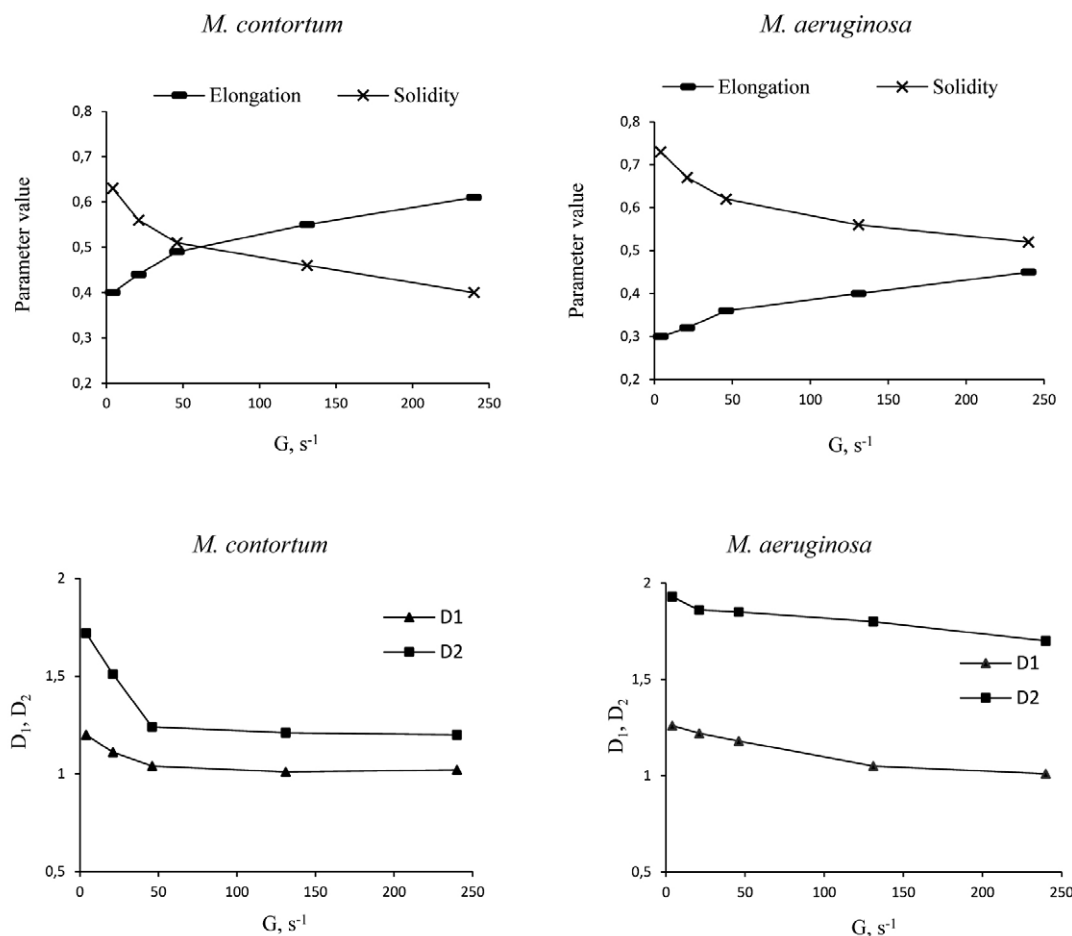 M. contortum
Elongation Solidity
0,8
0,7
0,6
0,5
0,4
0,3
0,2
Parameter value
0 50 100 150 200 250
G, s-1
M. aeruginosa
Elongation Solidity
0,8
0,7
0,6
0,5
0,4
0,3
0,2
Parameter value
0 50 100 150 200 250
G, s-1
M. contortum
2
1,5
1
0,5
D1, D2
D1
D2
0 50 100 150 200 250
G, s-1
M. aeruginosa
2
1,5
1
0,5
D1, D2
D1
D2
0 50 100 150 200 250
G, s-1